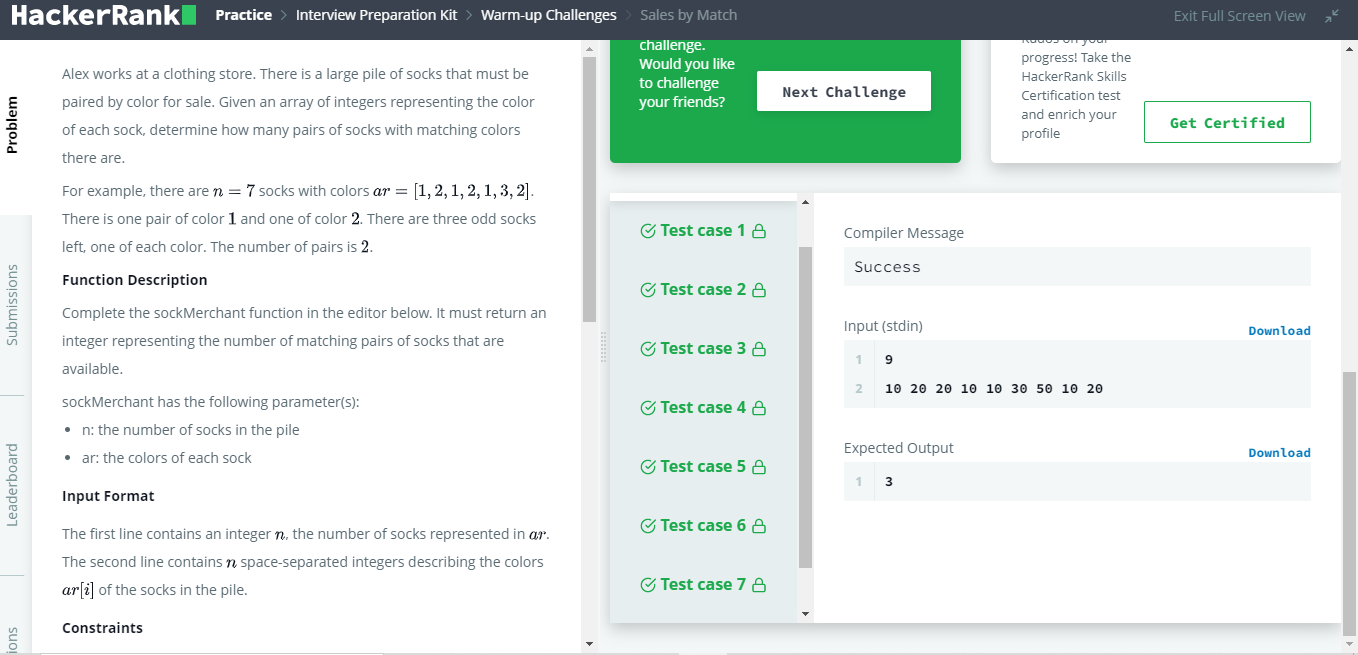 HackerRank
Practice > Interview Preparation Kit > Warm-up Challenges > Sales by Match
Exit Full Screen View
Problem
Submissions
Leaderboard
Alex works at a clothing store. There is a large pile of socks that must be
paired by color for sale. Given an array of integers representing the color
of each sock, determine how many pairs of socks with matching colors
there are.
For example, there are n = 7 socks with colors ar = [1, 2, 1, 2, 1, 3, 2].
There is one pair of color 1 and one of color 2. There are three odd socks
left, one of each color. The number of pairs is 2.
Function Description
Complete the sockMerchant function in the editor below. It must return an
integer representing the number of matching pairs of socks that are
available.
sockMerchant has the following parameter(s):
• n: the number of socks in the pile
• ar: the colors of each sock
Input Format
The first line contains an integer n, the number of socks represented in ar.
The second line contains n space-separated integers describing the colors
ar[i] of the socks in the pile.
Constraints
challenge.
Would you like
to challenge
your friends?
Next Challenge
Kudos on your
progress! Take the
HackerRank Skills
Certification test
and enrich your
profile
Get Certified
Test case 1
Test case 2
Test case 3
Test case 4
Test case 5
Test case 6
Test case 7
Compiler Message
Success
Input (stdin)
Download
1 9
2 10 20 20 10 10 30 50 10 20
Expected Output
Download
1 3